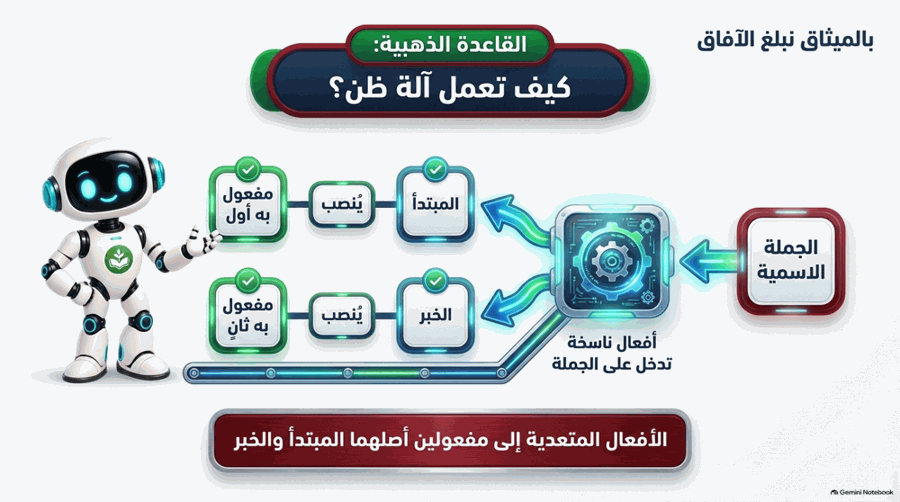 بالميثاق نبلغ الآفاق
القاعدة الذهبية:
كيف تعمل آلة ظن؟
الجملة
الاسمية
أفعال ناسخة
تدخل على الجملة
المبتدأ
يُنصب
مفعول
به أول
الخبر
يُنصب
مفعول
به ثانٍ
الأفعال المتعدية إلى مفعولين أصلهما المبتدأ والخبر
Gemini Notebook